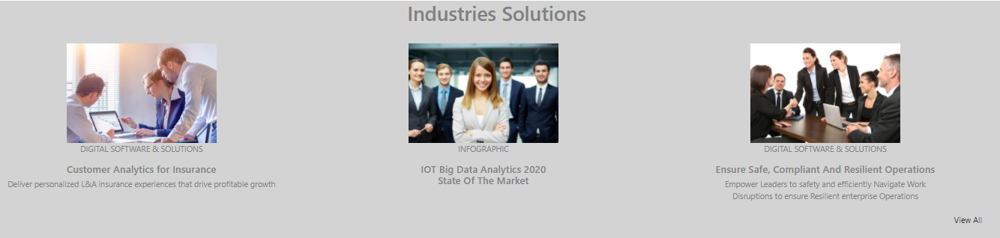 Industries Solutions
DIGITAL SOFTWARE & SOLUTIONS
Customer Analytics for Insurance
Deliver personalized L&A insurance experiences that drive profitable growth
INFOGRAPHIC
IOT Big Data Analytics 2020
State Of The Market
DIGITAL SOFTWARE & SOLUTIONS
Ensure Safe, Compliant And Resilient Operations
Empower Leaders to safety and efficiently Navigate Work
Disruptions to ensure Resilient enterprise Operations
View All